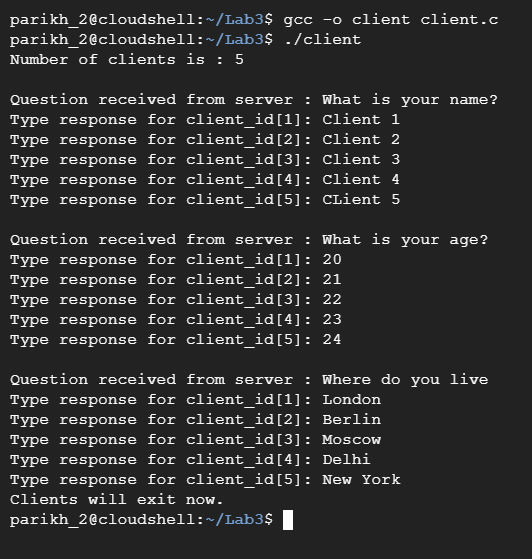 parikh_2@cloudshell:~/Lab3$ gcc -o client client.c
parikh_2@cloudshell:~/Lab3$ ./client
Number of clients is : 5
Question received from server : What is your name?
Type response for client_id[1]: Client 1
Type response for client_id[2]: Client 2
Type response for client_id[3]: Client 3
Type response for client_id[4]: Client 4
Type response for client_id[5]: CLient 5
Question received from server : What is your age?
Type response for client_id[1]: 20
Type response for client_id[2]: 21
Type response for client_id[3]: 22
Type response for client_id[4]: 23
Type response for client_id[5]: 24
Question received from server : Where do you live
Type response for client_id[1]: London
Type response for client_id[2]: Berlin
Type response for client_id[3]: Moscow
Type response for client_id[4]: Delhi
Type response for client_id[5]: New York
Clients will exit now.
parikh_2@cloudshell:~/Lab3$